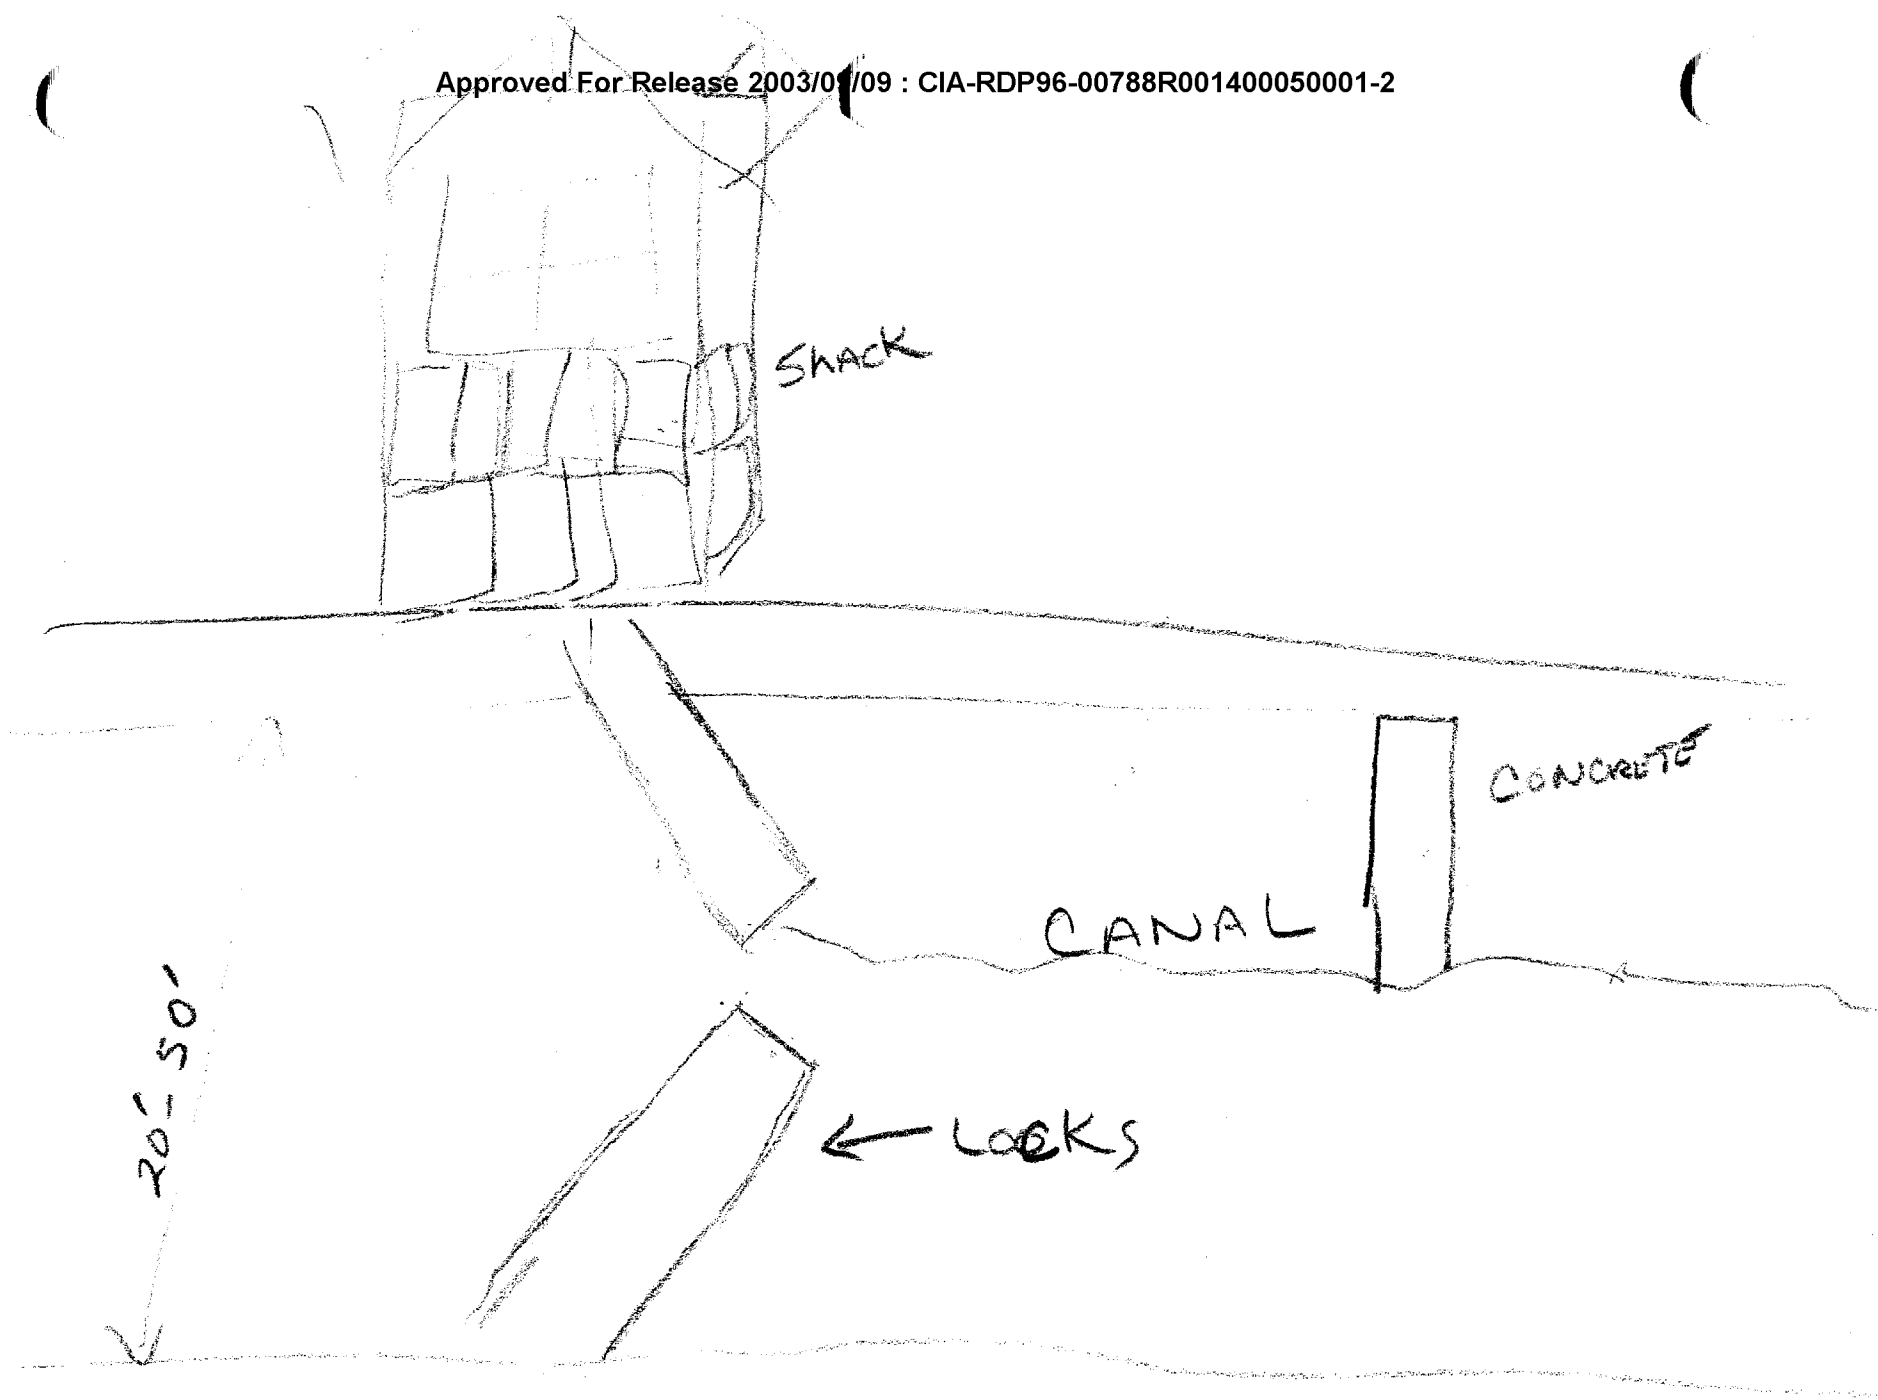 Approved For Release 2003/09/09 : CIA-RDP96-00788R001400050001-2
SHACK
CONCRETE
CANAL
20'- 50'
← LOCKS